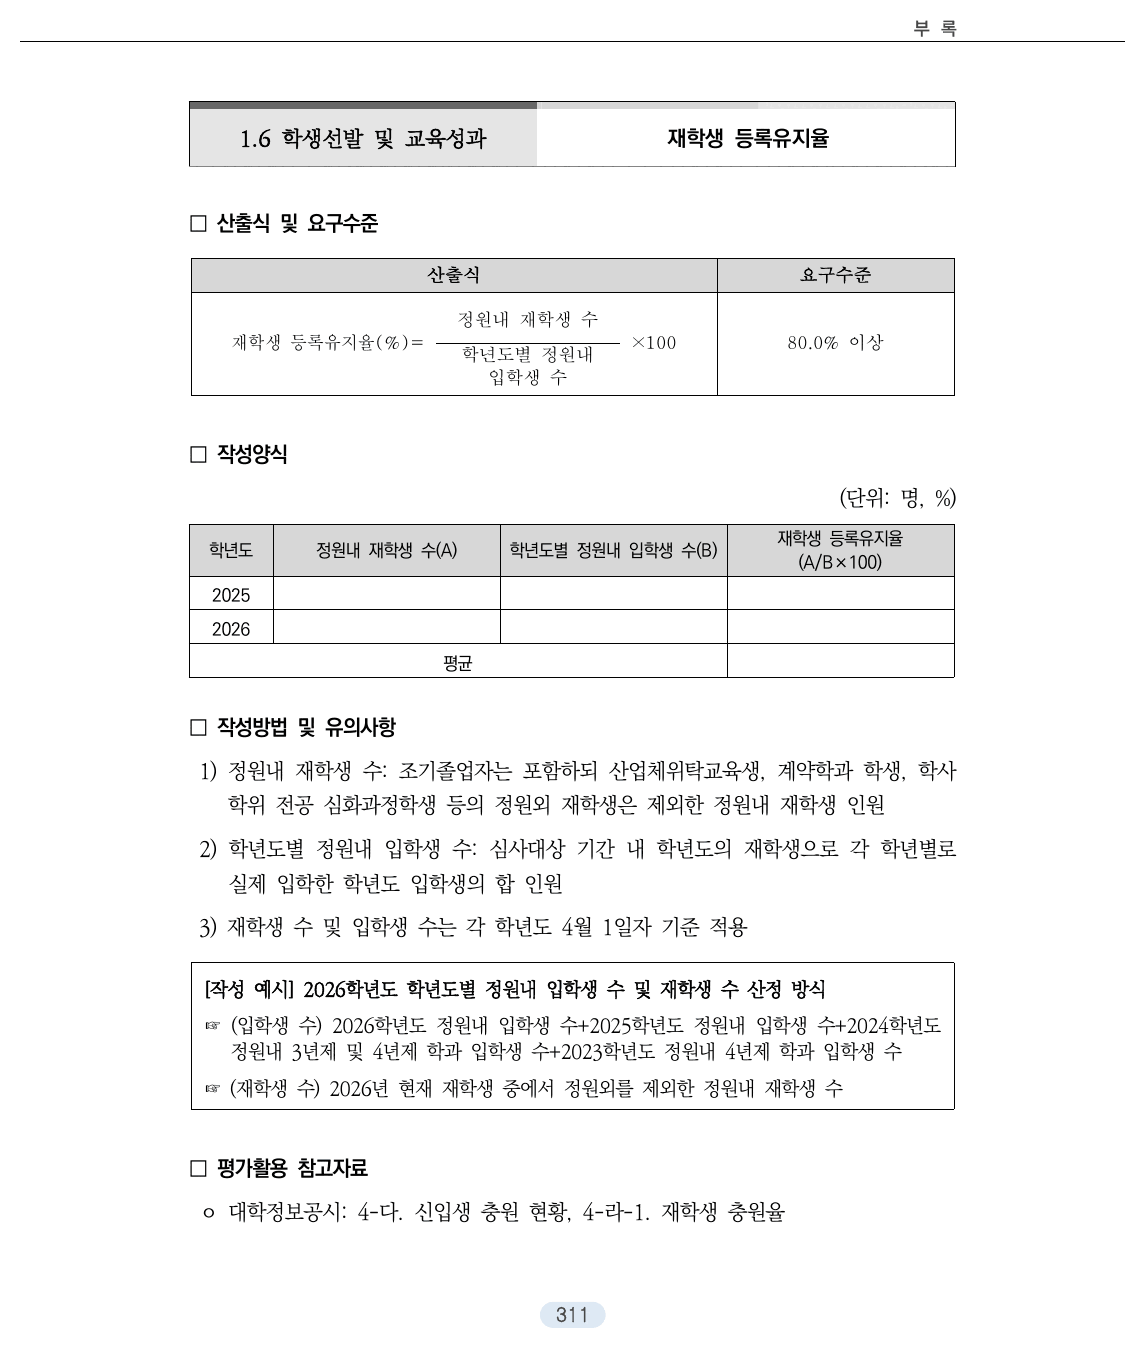 부 록
1.6 학생선발 및 교육성과
재학생 등록유지율
□ 산출식 및 요구수준
산출식
요구수준
재학생 등록유지율(%)=
정원내 재학생 수
학년도별 정원내
입학생 수
×100
80.0% 이상
□ 작성양식
(단위: 명, %)
학년도
정원내 재학생 수(A)
학년도별 정원내 입학생 수(B)
재학생 등록유지율
(A/B×100)
2025
2026
평균
□ 작성방법 및 유의사항
1) 정원내 재학생 수: 조기졸업자는 포함하되 산업체위탁교육생, 계약학과 학생, 학사
학위 전공 심화과정학생 등의 정원외 재학생은 제외한 정원내 재학생 인원
2) 학년도별 정원내 입학생 수: 심사대상 기간 내 학년도의 재학생으로 각 학년별로
실제 입학한 학년도 입학생의 합 인원
3) 재학생 수 및 입학생 수는 각 학년도 4월 1일자 기준 적용
[작성 예시] 2026학년도 학년도별 정원내 입학생 수 및 재학생 수 산정 방식
☞ (입학생 수) 2026학년도 정원내 입학생 수+2025학년도 정원내 입학생 수+2024학년도
정원내 3년제 및 4년제 학과 입학생 수+2023학년도 정원내 4년제 학과 입학생 수
☞ (재학생 수) 2026년 현재 재학생 중에서 정원외를 제외한 정원내 재학생 수
□ 평가활용 참고자료
ㅇ 대학정보공시: 4-다. 신입생 충원 현황, 4-라-1. 재학생 충원율
311